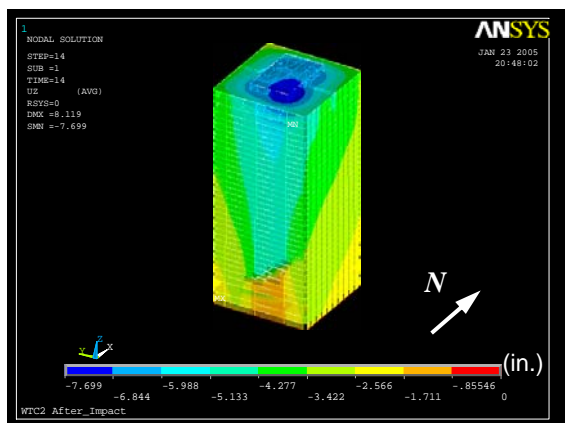 1
NODAL SOLUTION
STEP=14
SUB =1
TIME=14
UZ (AVG)
RSYS=0
DMX =8.119
SMN =-7.699
ANSYS
JAN 23 2005
20:48:02
MN
MX
N
Z
Y X
(in.)
-7.699 -5.988 -4.277 -2.566 -.85546
-6.844 -5.133 -3.422 -1.711 0
WTC2 After_Impact